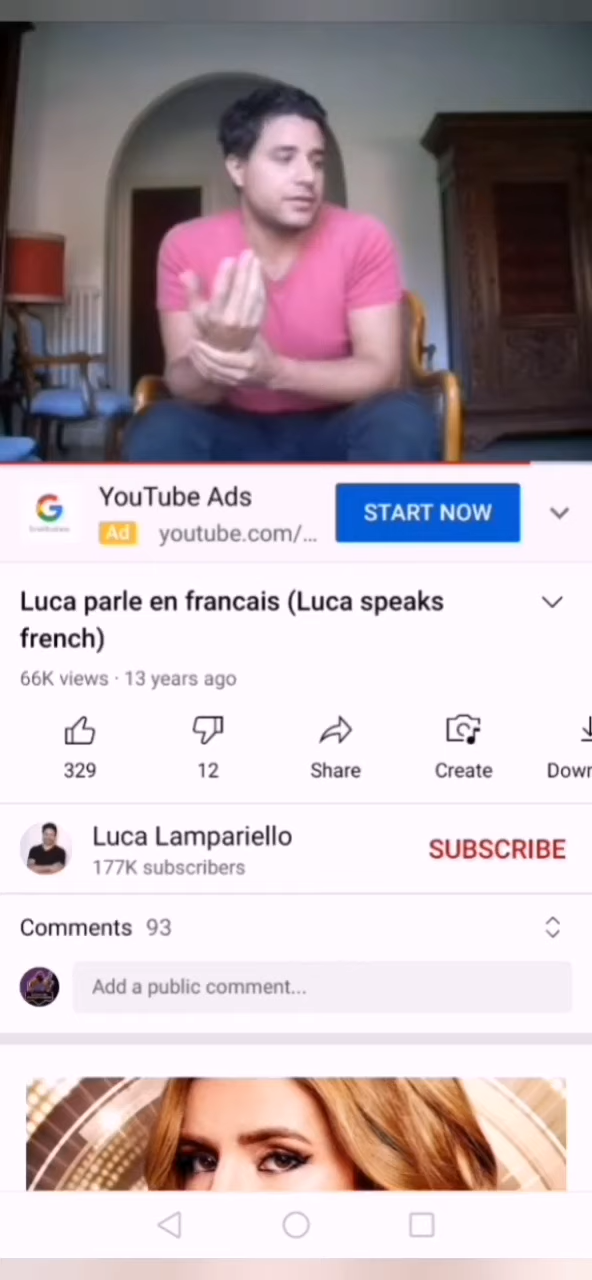 YouTube Ads
Ad youtube.com/...
START NOW
Luca parle en francais (Luca speaks
french)
66K views · 13 years ago
329
12
Share
Create
Down
Luca Lampariello
177K subscribers
SUBSCRIBE
Comments 93
Add a public comment...